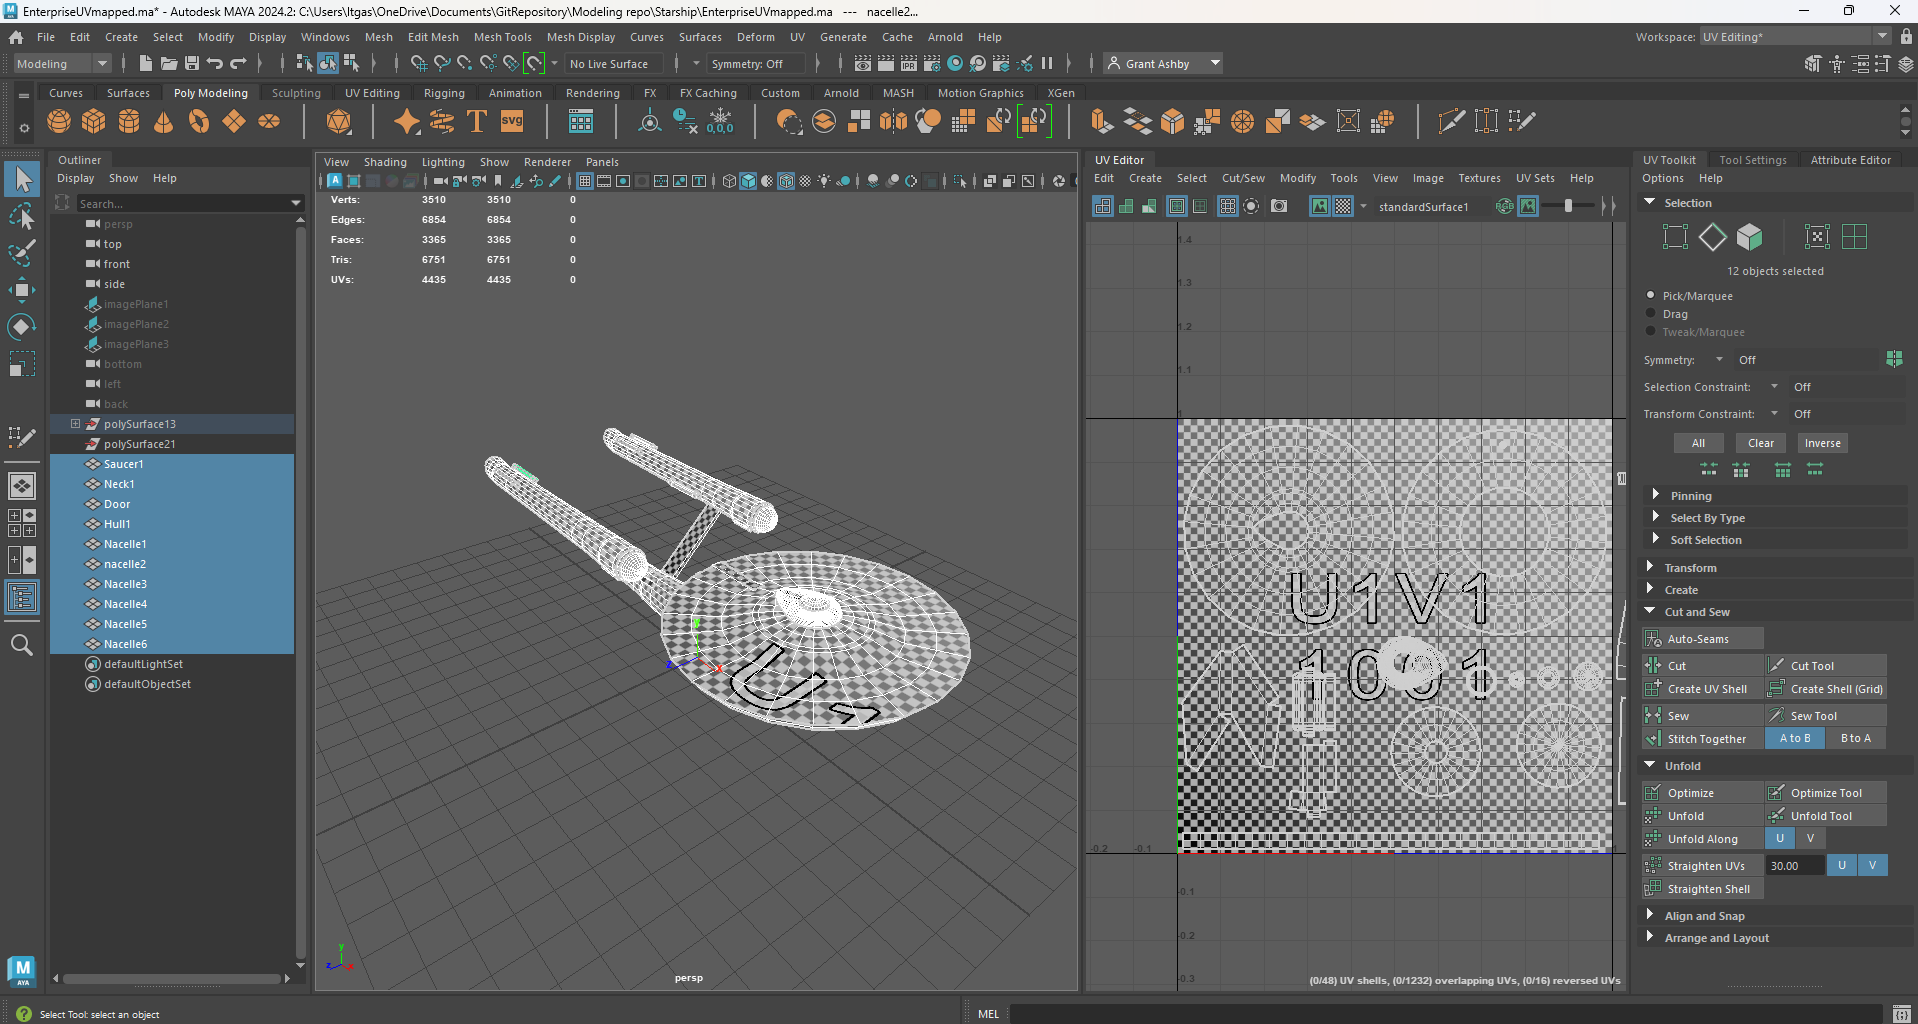 EnterpriseUVmapped.ma* - Autodesk MAYA 2024.2: C:\Users\ltgas\OneDrive\Documents\GitRepository\Modeling repo\Starship\EnterpriseUVmapped.ma --- nacelle2...
File Edit Create Select Modify Display Windows Mesh Edit Mesh Mesh Tools Mesh Display Curves Surfaces Deform UV Generate Cache Arnold Help Workspace: UV Editing*
Modeling No Live Surface Symmetry: Off IPR Grant Ashby
Curves Surfaces Poly Modeling Sculpting UV Editing Rigging Animation Rendering FX FX Caching Custom Arnold MASH Motion Graphics XGen
T svg 0,0,0
Outliner
Display Show Help
Search...
persp
top
front
side
imagePlane1
imagePlane2
imagePlane3
bottom
left
back
polySurface13
polySurface21
Saucer1
Neck1
Door
Hull1
Nacelle1
nacelle2
Nacelle3
Nacelle4
Nacelle5
Nacelle6
defaultLightSet
defaultObjectSet
View Shading Lighting Show Renderer Panels
Verts: 3510 3510 0
Edges: 6854 6854 0
Faces: 3365 3365 0
Tris: 6751 6751 0
UVs: 4435 4435 0
U1
y
z x
persp
UV Editor
Edit Create Select Cut/Sew Modify Tools View Image Textures UV Sets Help
standardSurface1 RGB
1.4
1.3
1.2
1.1
1
U1V1
1001
-0.2 -0.1 1
-0.1
-0.2
-0.3
(0/48) UV shells, (0/1232) overlapping UVs, (0/16) reversed UVs
UV Toolkit Tool Settings Attribute Editor
Options Help
Selection
12 objects selected
Pick/Marquee
Drag
Tweak/Marquee
Symmetry: Off
Selection Constraint: Off
Transform Constraint: Off
All Clear Inverse
Pinning
Select By Type
Soft Selection
Transform
Create
Cut and Sew
Auto-Seams
Cut Cut Tool
Create UV Shell Create Shell (Grid)
Sew Sew Tool
Stitch Together A to B B to A
Unfold
Optimize Optimize Tool
Unfold Unfold Tool
Unfold Along U V
Straighten UVs 30.00 U V
Straighten Shell
Align and Snap
Arrange and Layout
M
AYA
Select Tool: select an object MEL